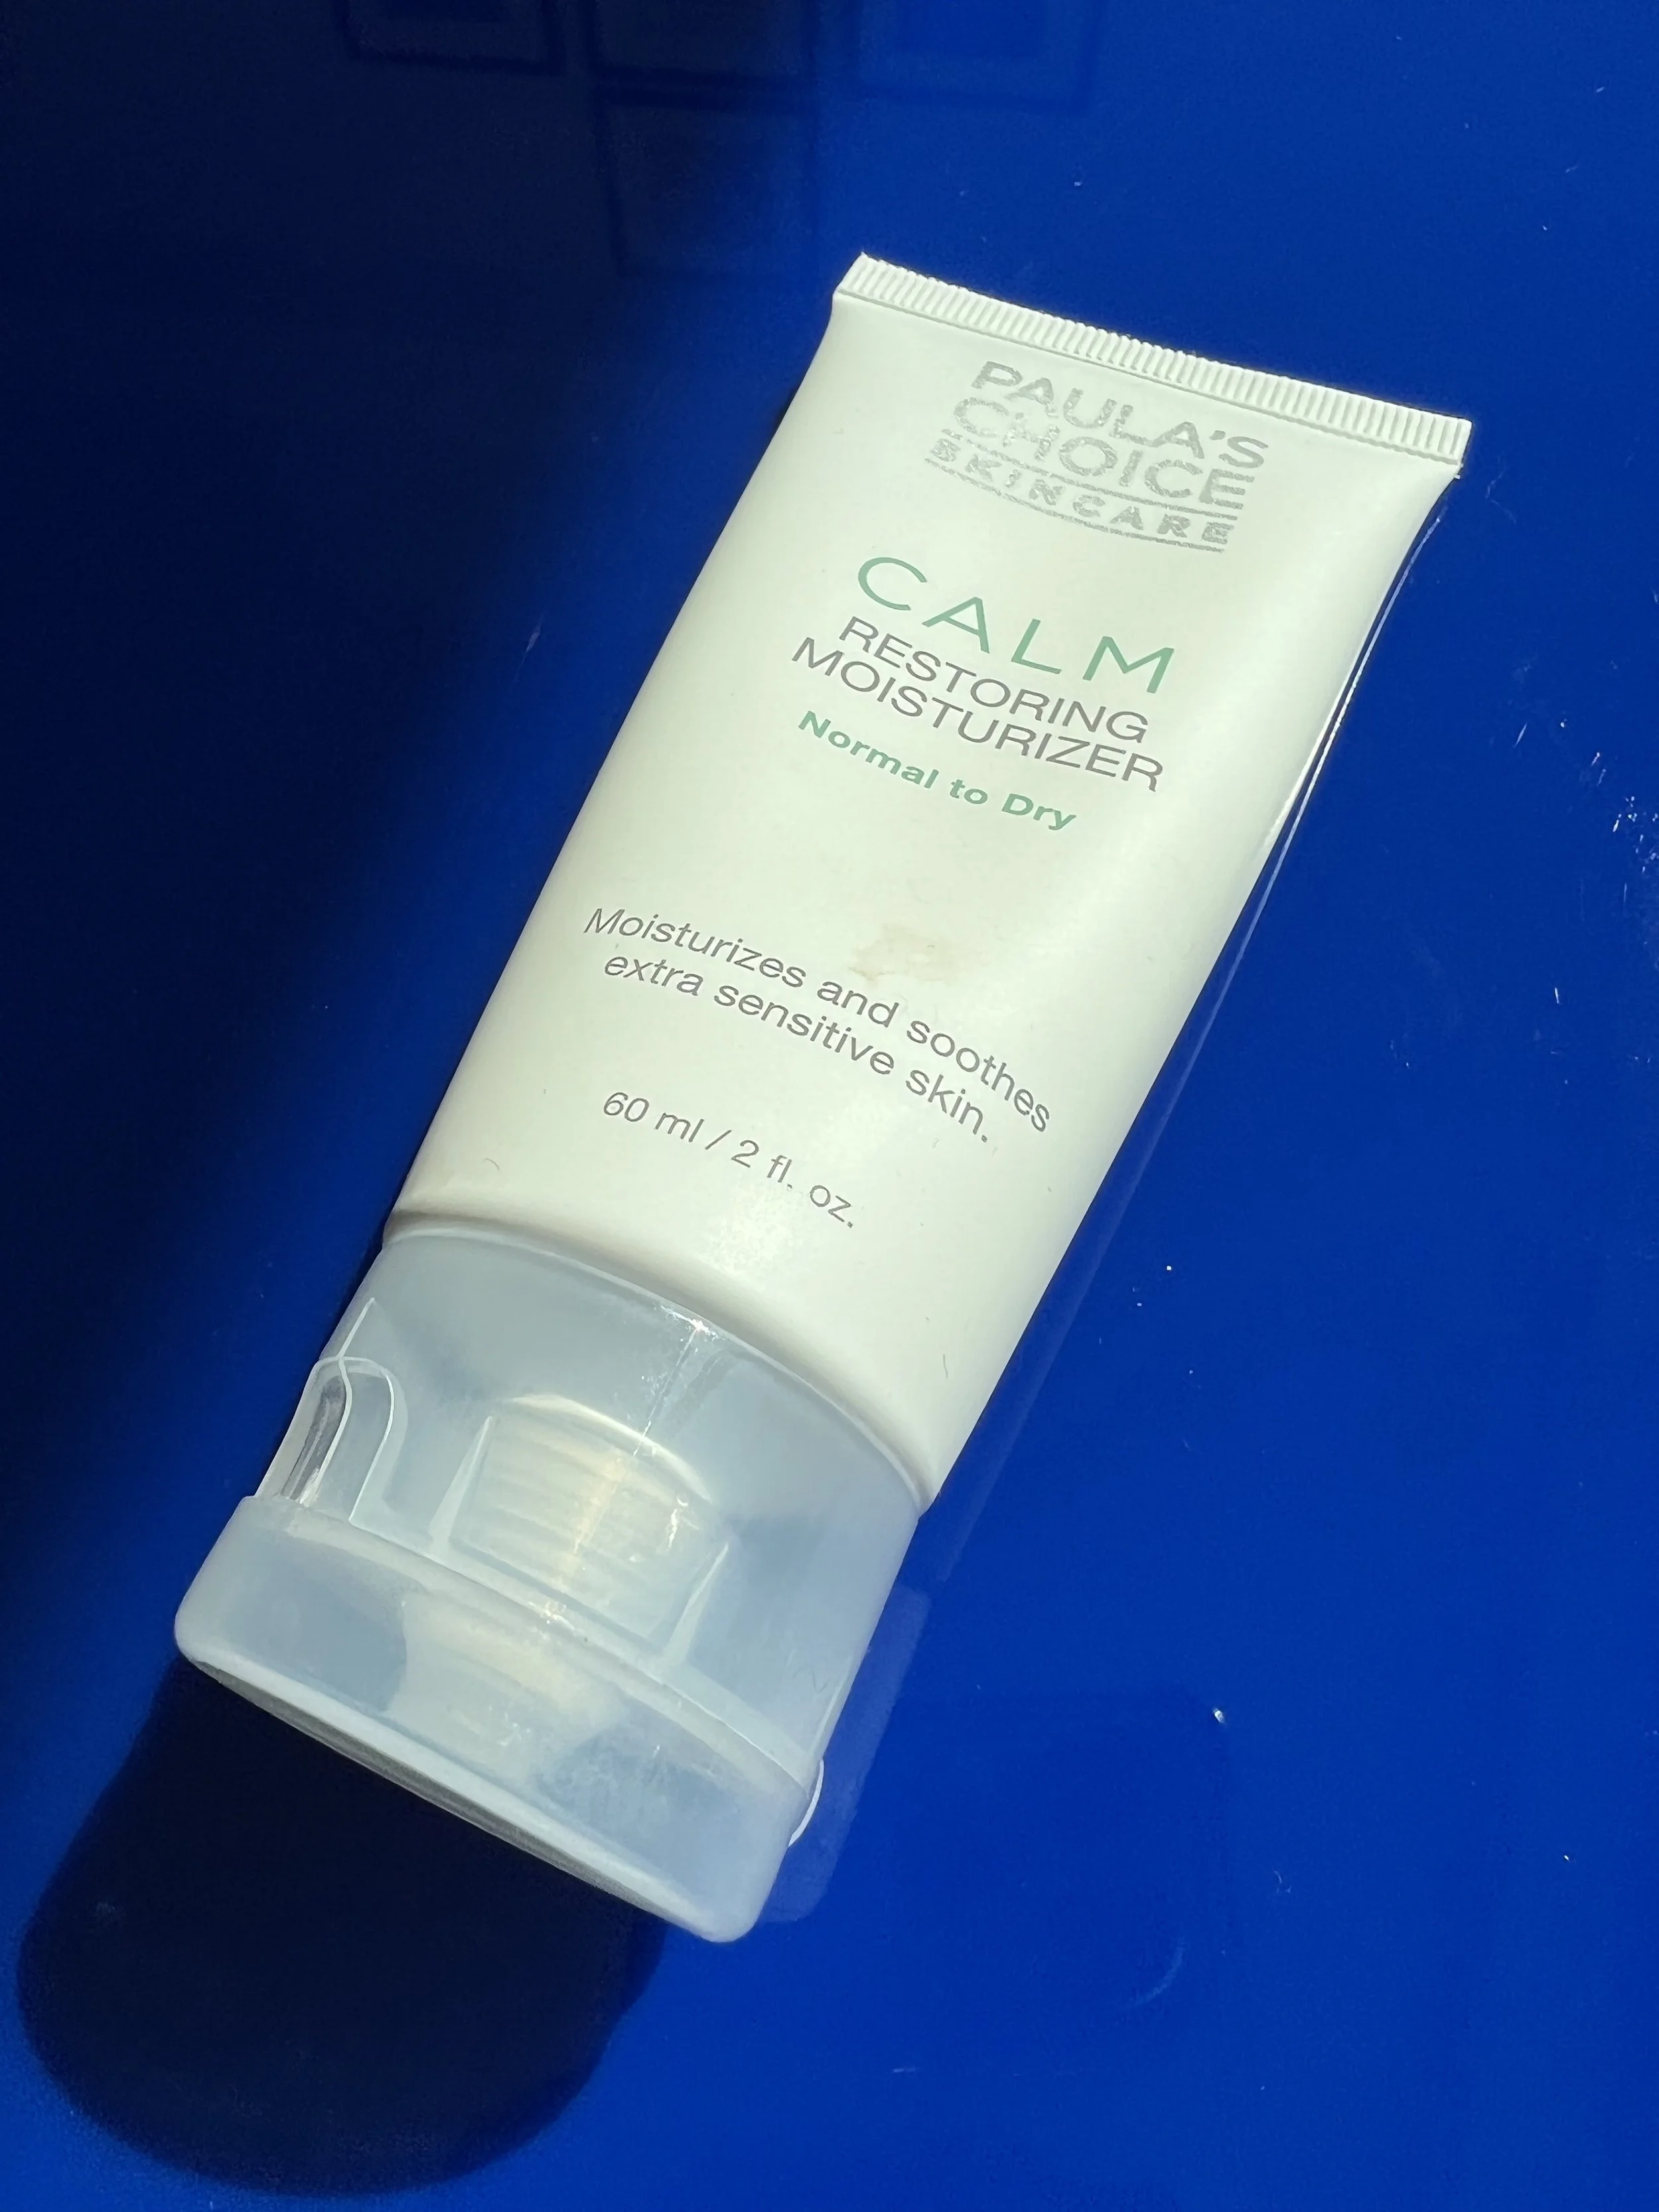 PAULA'S
CHOICE
SKINCARE
CALM
RESTORING
MOISTURIZER
Normal to Dry
Moisturizes and soothes
extra sensitive skin.
60 ml / 2 fl. oz.